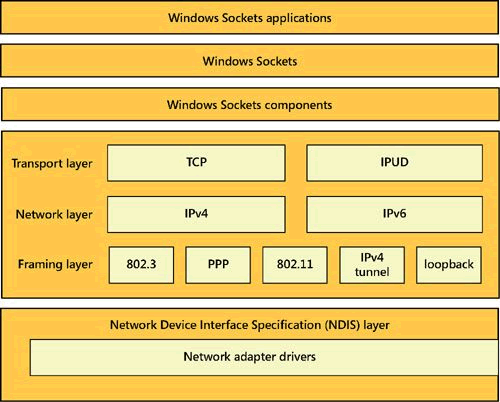 Windows Sockets applications
Windows Sockets
Windows Sockets components
Transport layer
TCP
IPUD
Network layer
IPv4
IPv6
Framing layer
802.3
PPP
802.11
IPv4
tunnel
loopback
Network Device Interface Specification (NDIS) layer
Network adapter drivers